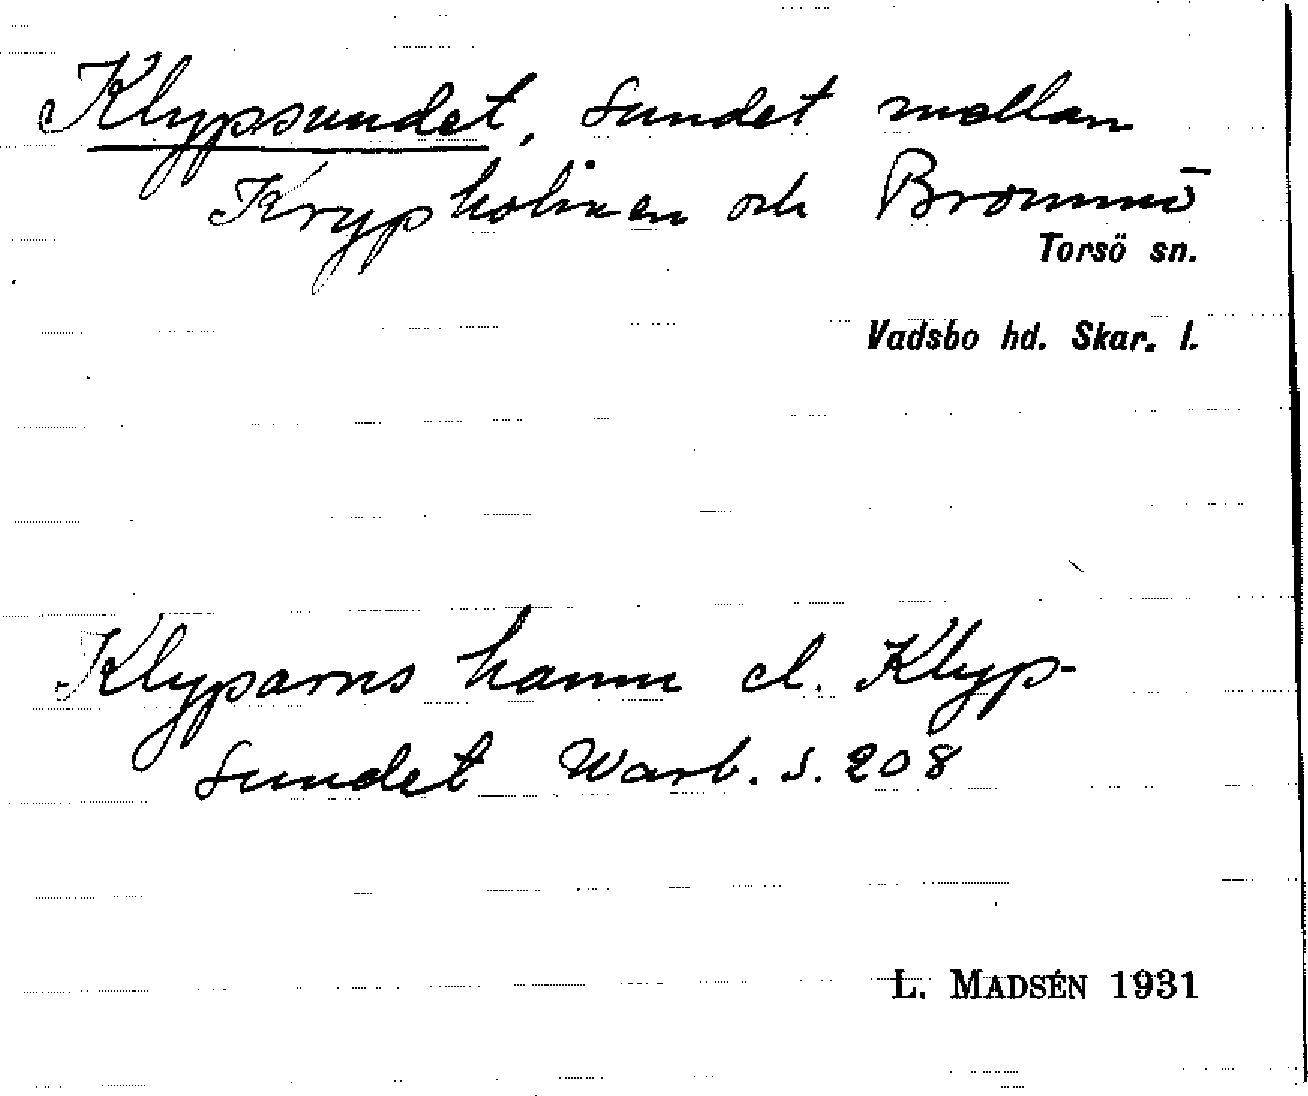 Klypsundet, sundet mellan
Krypholmen och Brommö
Torsö sn.
Vadsbo hd. Skar. l.
Klyparns hamn el. Klyp-
sundet Warb. s. 208
L. MADSÉN 1931